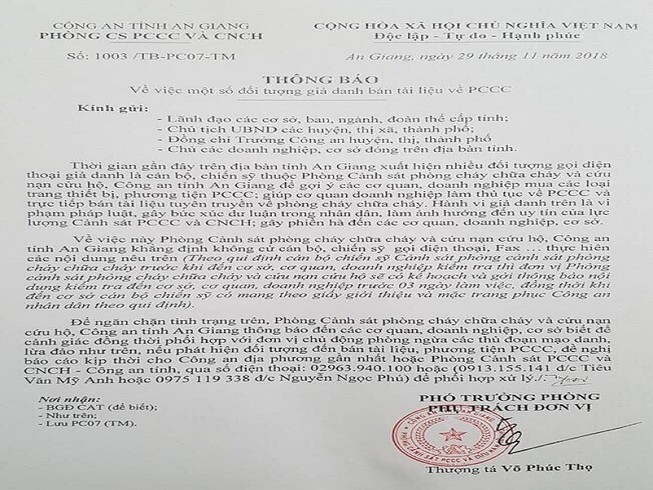 CÔNG AN TỈNH AN GIANG
PHÒNG CS PCCC VÀ CNCH
Số: 1003 /TB-PC07-TM
CỘNG HÒA XÃ HỘI CHỦ NGHĨA VIỆT NAM
Độc lập - Tự do - Hạnh phúc
An Giang, ngày 29 tháng 11 năm 2018
THÔNG BÁO
Về việc một số đối tượng giả danh bán tài liệu về PCCC
Kính gửi:
- Lãnh đạo các cơ sở, ban, ngành, đoàn thể cấp tỉnh;
- Chủ tịch UBND các huyện, thị xã, thành phố;
- Đồng chí Trưởng Công an huyện, thị, thành phố
- Các chủ doanh nghiệp, cơ sở đóng trên địa bàn tỉnh.
Thời gian gần đây trên địa bàn tỉnh An Giang xuất hiện nhiều đối tượng gọi điện
thoại giả danh là cán bộ, chiến sỹ thuộc Phòng Cảnh sát phòng cháy chữa cháy và cứu
nạn cứu hộ, Công an tỉnh An Giang để gợi ý các cơ quan, doanh nghiệp mua các loại
trang thiết bị, phương tiện PCCC; giúp cơ quan doanh nghiệp làm thủ tục về PCCC và
trực tiếp bán tài liệu tuyên truyền về phòng cháy chữa cháy. Hành vi giả danh trên là vi
phạm pháp luật, gây bức xúc dư luận trong nhân dân, làm ảnh hưởng đến uy tín của lực
lượng Cảnh sát PCCC và CNCH; gây phiền hà đến các cơ quan, doanh nghiệp, cơ sở.
Về việc này Phòng Cảnh sát phòng cháy chữa cháy và cứu nạn cứu hộ, Công an
tỉnh An Giang khẳng định không cử cán bộ, chiến sỹ gọi điện thoại, Fax ... thực hiện
các nội dung nêu trên (Theo qui định cán bộ chiến sỹ Cảnh sát phòng cảnh sát phòng
cháy chữa cháy trước khi đến cơ sở, cơ quan, doanh nghiệp kiểm tra thì đơn vị Phòng
cảnh sát phòng cháy chữa cháy và cứu nạn cứu hộ sẽ có kế hoạch và gởi thông báo nội
dung kiểm tra đến cơ sở, cơ quan, doanh nghiệp trước 03 ngày làm việc, đồng thời khi
đến cơ sở cán bộ chiến sỹ có mang theo giấy giới thiệu và mặc trang phục Công an
nhân dân theo qui định).
Để ngăn chặn tình trạng trên, Phòng Cảnh sát phòng cháy chữa cháy và cứu nạn
cứu hộ, Công an tỉnh An Giang thông báo đến các cơ quan, doanh nghiệp, cơ sở biết để
cảnh giác đồng thời phối hợp với đơn vị chủ động phòng ngừa các thủ đoạn mạo danh,
lừa đảo như trên, nếu phát hiện đối tượng đến bán tài liệu, phương tiện PCCC, đề nghị
báo cáo kịp thời cho Công an địa phương gần nhất hoặc Phòng Cảnh sát PCCC và
CNCH - Công an tỉnh, qua số điện thoại: 02963.940.100 hoặc (0913.155.141 đ/c Tiêu
Văn Mỹ Anh hoặc 0975 119 338 đ/c Nguyễn Ngọc Phú) để phối hợp xử lý./.
Nơi nhận:
- BGĐ CAT (để biết);
- Như trên;
- Lưu PC07 (TM).
PHÓ TRƯỞNG PHÒNG
PHỤ TRÁCH ĐƠN VỊ
Thượng tá Võ Phúc Thọ